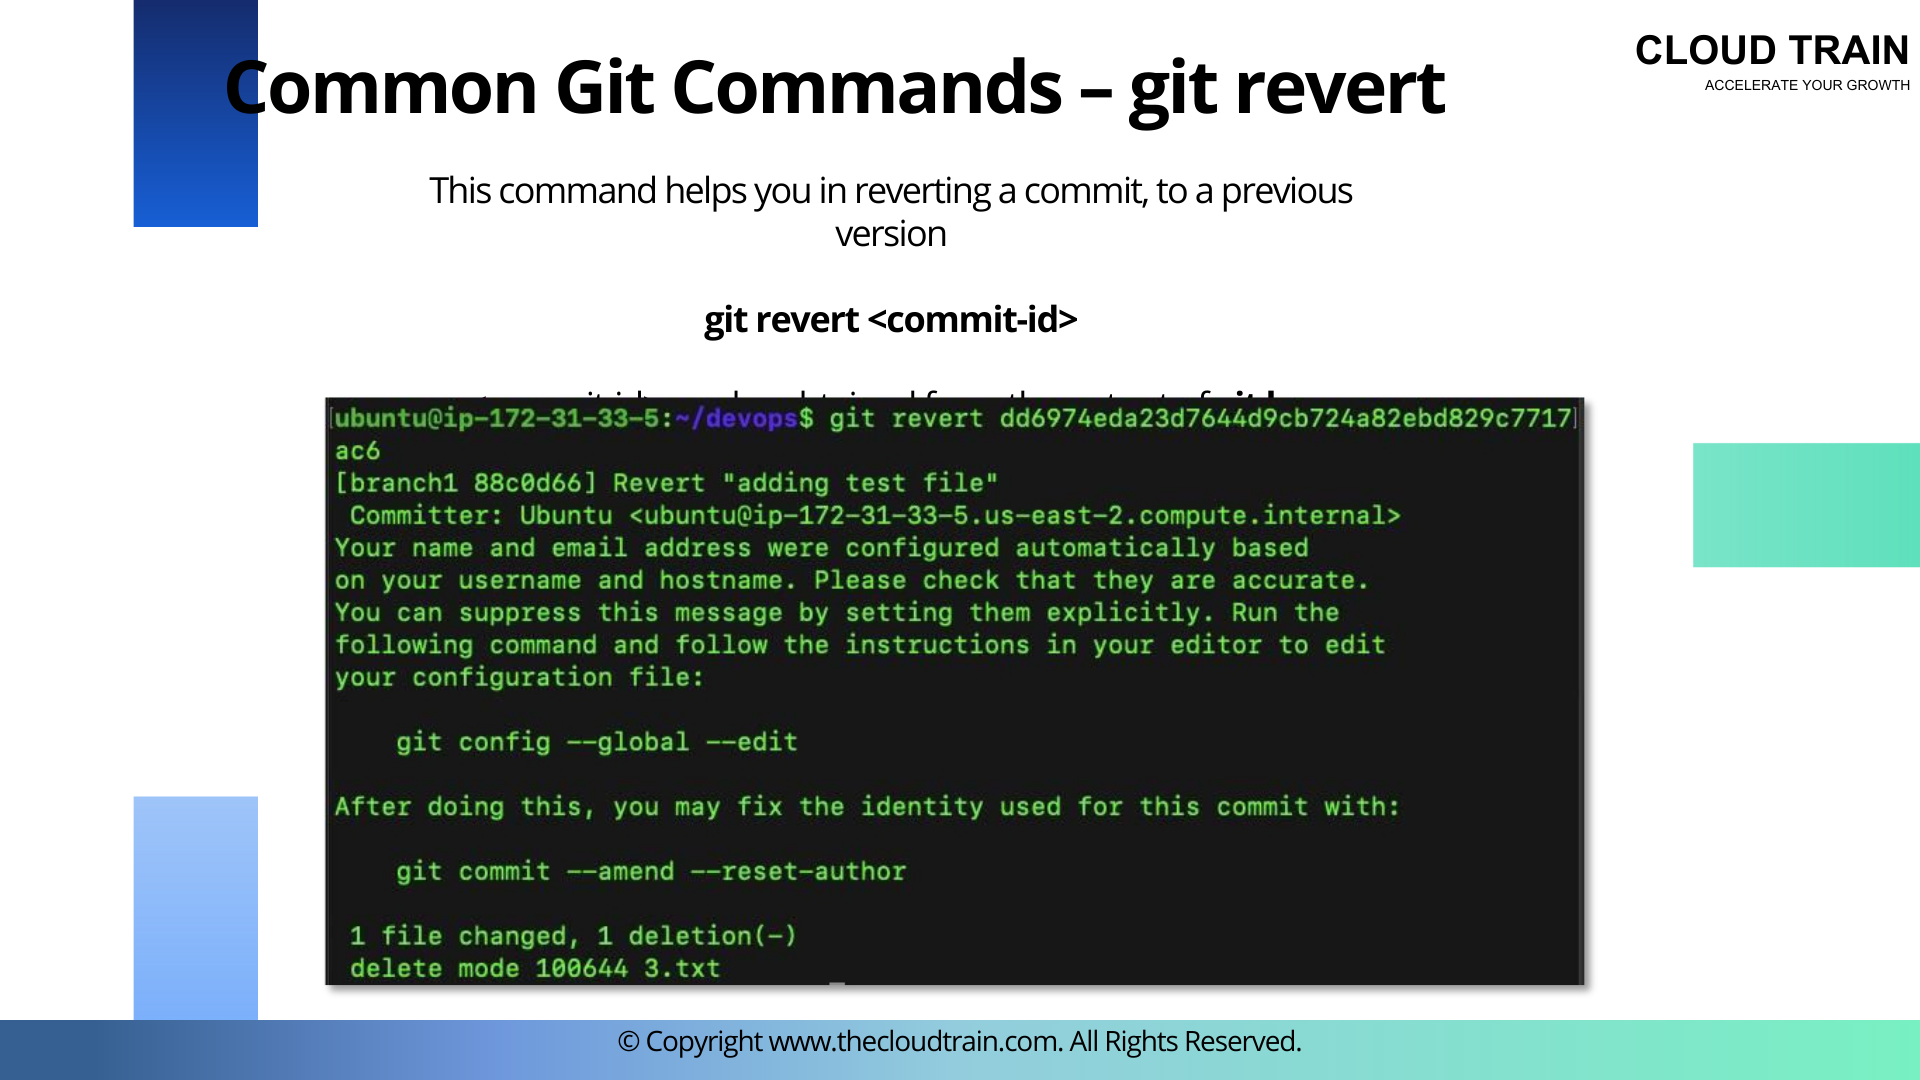 Common Git Commands – git revert
CLOUD TRAIN
ACCELERATE YOUR GROWTH
This command helps you in reverting a commit, to a previous
version
git revert <commit-id>
ubuntu@ip-172-31-33-5:~/devops$ git revert dd6974eda23d7644d9cb724a82ebd829c7717
ac6
[branch1 88c0d66] Revert "adding test file"
Committer: Ubuntu <ubuntu@ip-172-31-33-5.us-east-2.compute.internal>
Your name and email address were configured automatically based
on your username and hostname. Please check that they are accurate.
You can suppress this message by setting them explicitly. Run the
following command and follow the instructions in your editor to edit
your configuration file:
git config --global --edit
After doing this, you may fix the identity used for this commit with:
git commit --amend --reset-author
1 file changed, 1 deletion(-)
delete mode 100644 3.txt
© Copyright www.thecloudtrain.com. All Rights Reserved.